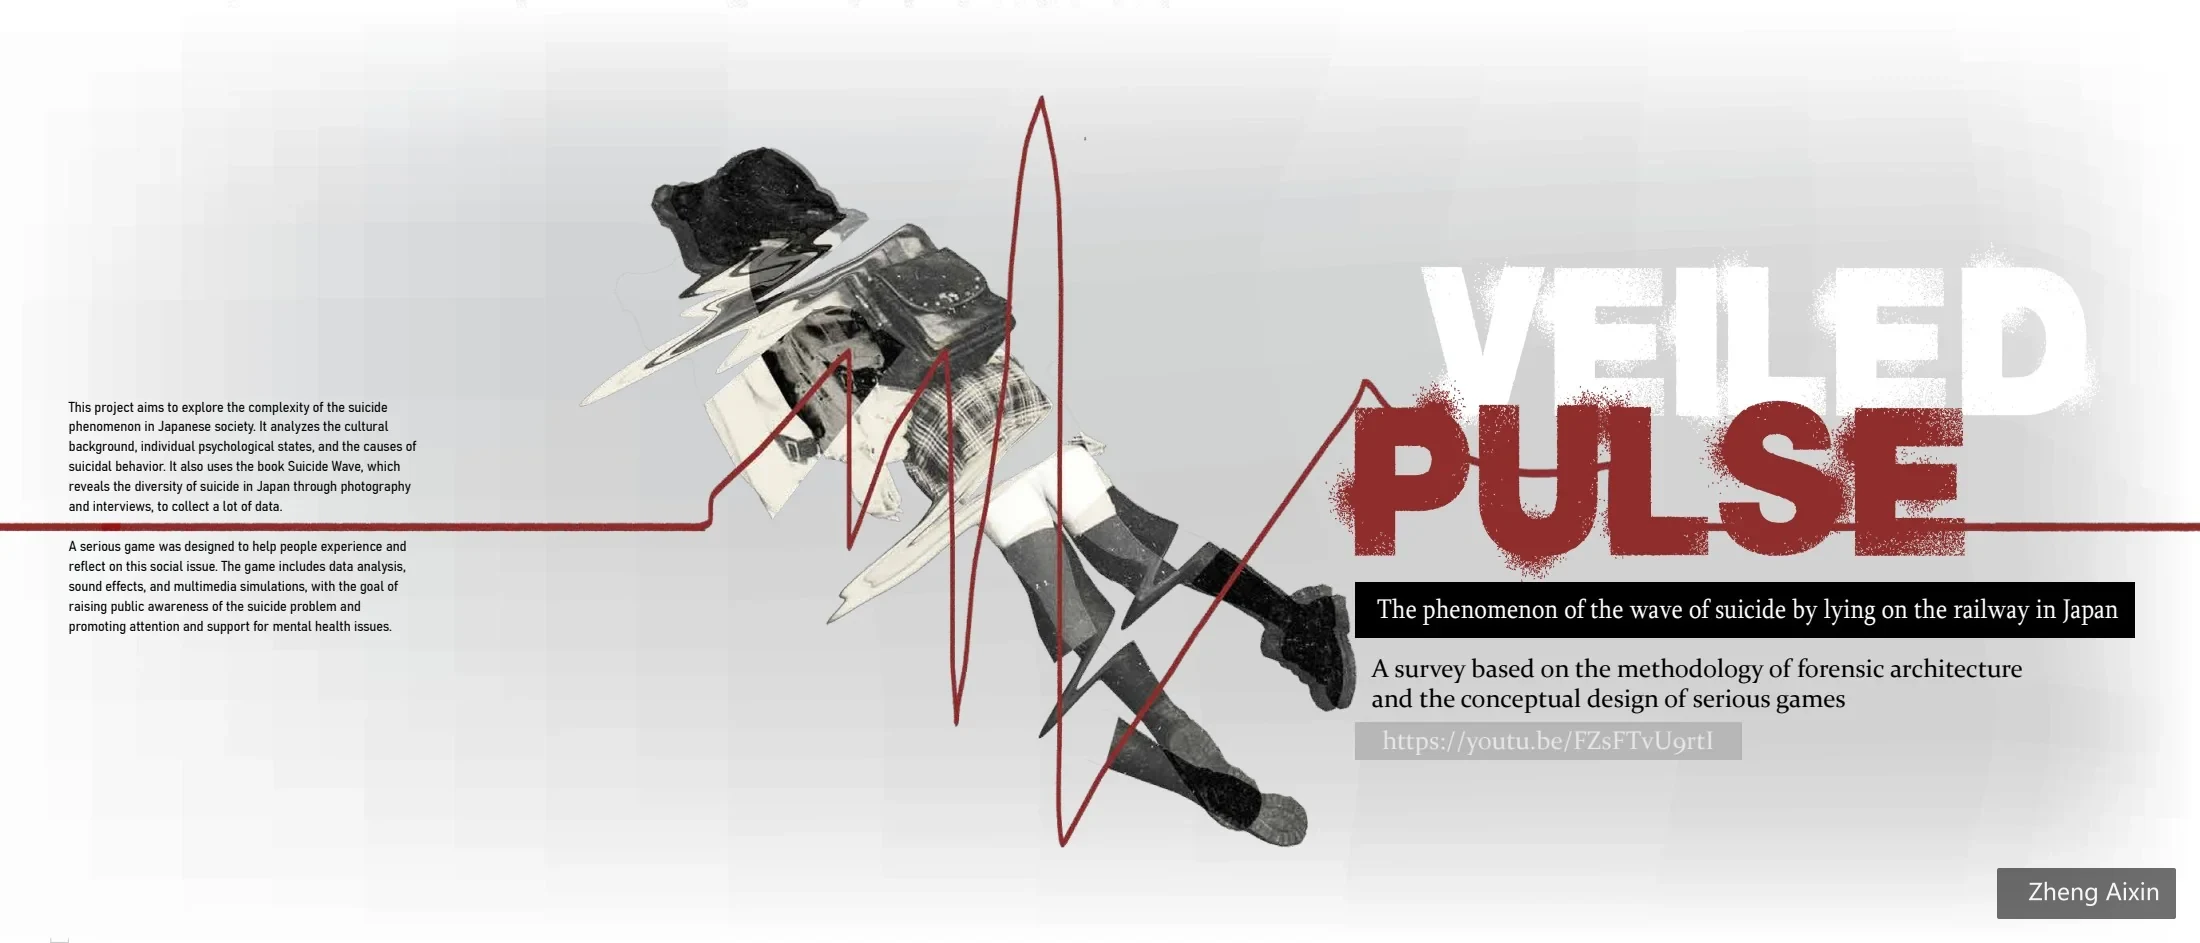 This project aims to explore the complexity of the suicide
phenomenon in Japanese society. It analyzes the cultural
background, individual psychological states, and the causes of
suicidal behavior. It also uses the book Suicide Wave, which
reveals the diversity of suicide in Japan through photography
and interviews, to collect a lot of data.
A serious game was designed to help people experience and
reflect on this social issue. The game includes data analysis,
sound effects, and multimedia simulations, with the goal of
raising public awareness of the suicide problem and
promoting attention and support for mental health issues.
VEILED
PULSE
The phenomenon of the wave of suicide by lying on the railway in Japan
A survey based on the methodology of forensic architecture
and the conceptual design of serious games
https://youtu.be/FZsFTvU9rtI
Zheng Aixin